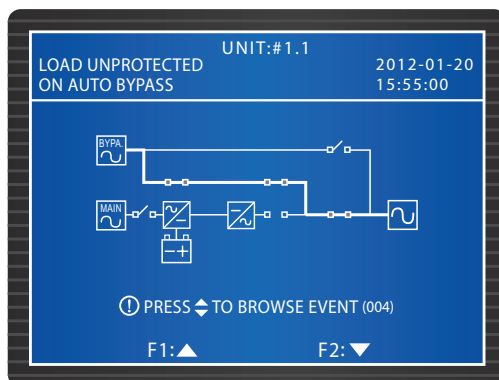 UNIT:#1.1
LOAD UNPROTECTED 2012-01-20
ON AUTO BYPASS 15:55:00
BYPA.
MAIN
PRESS TO BROWSE EVENT (004)
F1: F2: